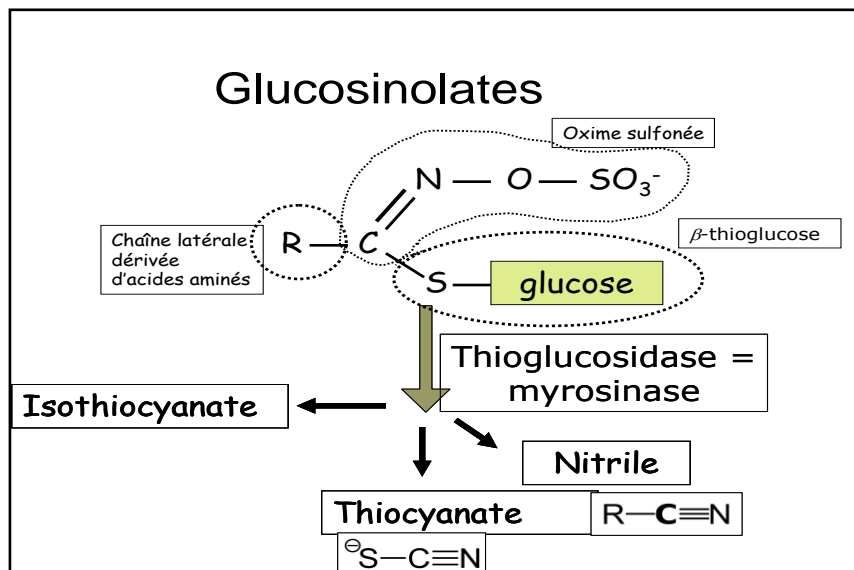 Glucosinolates
Oxime sulfonée
N — O — SO₃⁻
Chaîne latérale
dérivée
d'acides aminés
R — C
β-thioglucose
S — glucose
Thioglucosidase =
myrosinase
Isothiocyanate
Nitrile
Thiocyanate
R—C≡N
⊖S—C≡N